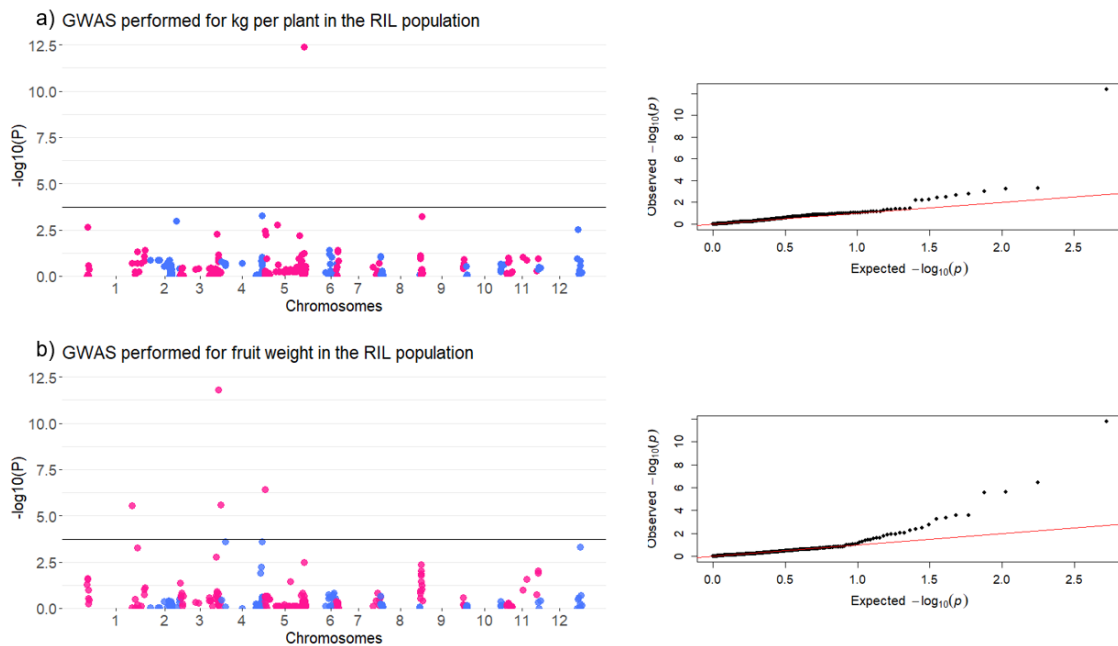 a) GWAS performed for kg per plant in the RIL population
12.5
10.0
7.5
5.0
2.5
0.0
-log10(P)
1 2 3 4 5 6 7 8 9 10 11 12
Chromosomes
10
8
6
4
2
0
Observed −log10(p)
0.0 0.5 1.0 1.5 2.0 2.5
Expected −log10(p)
b) GWAS performed for fruit weight in the RIL population
12.5
10.0
7.5
5.0
2.5
0.0
-log10(P)
1 2 3 4 5 6 7 8 9 10 11 12
Chromosomes
10
8
6
4
2
0
Observed −log10(p)
0.0 0.5 1.0 1.5 2.0 2.5
Expected −log10(p)